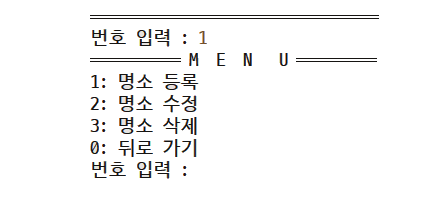 번호 입력 : 1
M E N U
1: 명소 등록
2: 명소 수정
3: 명소 삭제
0: 뒤로 가기
번호 입력 :